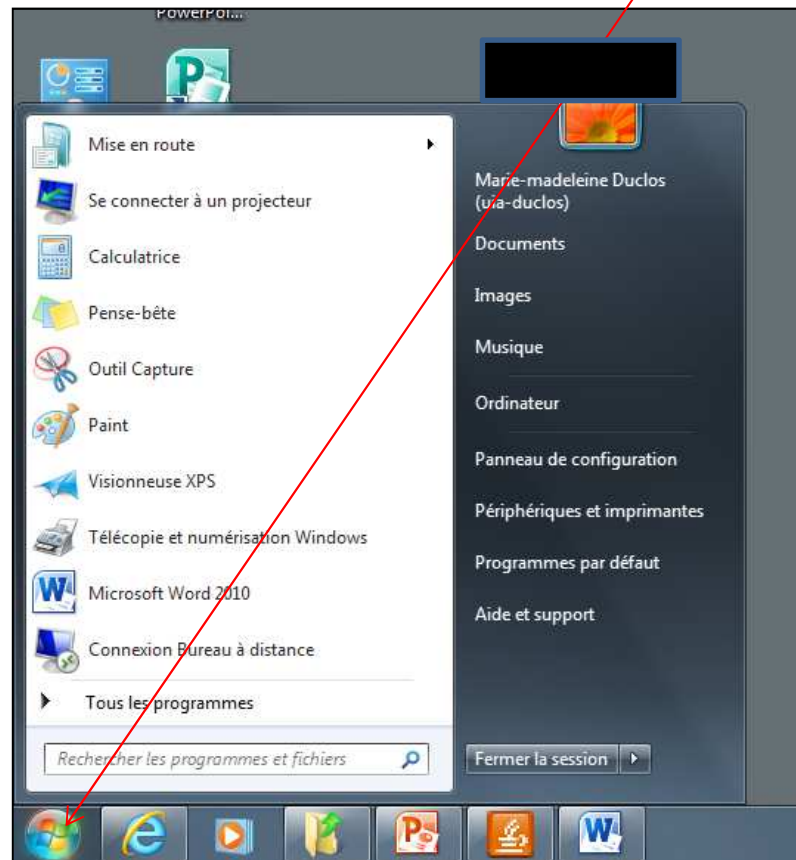 PowerPoi...
Mise en route
Se connecter à un projecteur
Calculatrice
Pense-bête
Outil Capture
Paint
Visionneuse XPS
Télécopie et numérisation Windows
Microsoft Word 2010
Connexion Bureau à distance
Tous les programmes
Rechercher les programmes et fichiers
Marie-madeleine Duclos
(uia-duclos)
Documents
Images
Musique
Ordinateur
Panneau de configuration
Périphériques et imprimantes
Programmes par défaut
Aide et support
Fermer la session